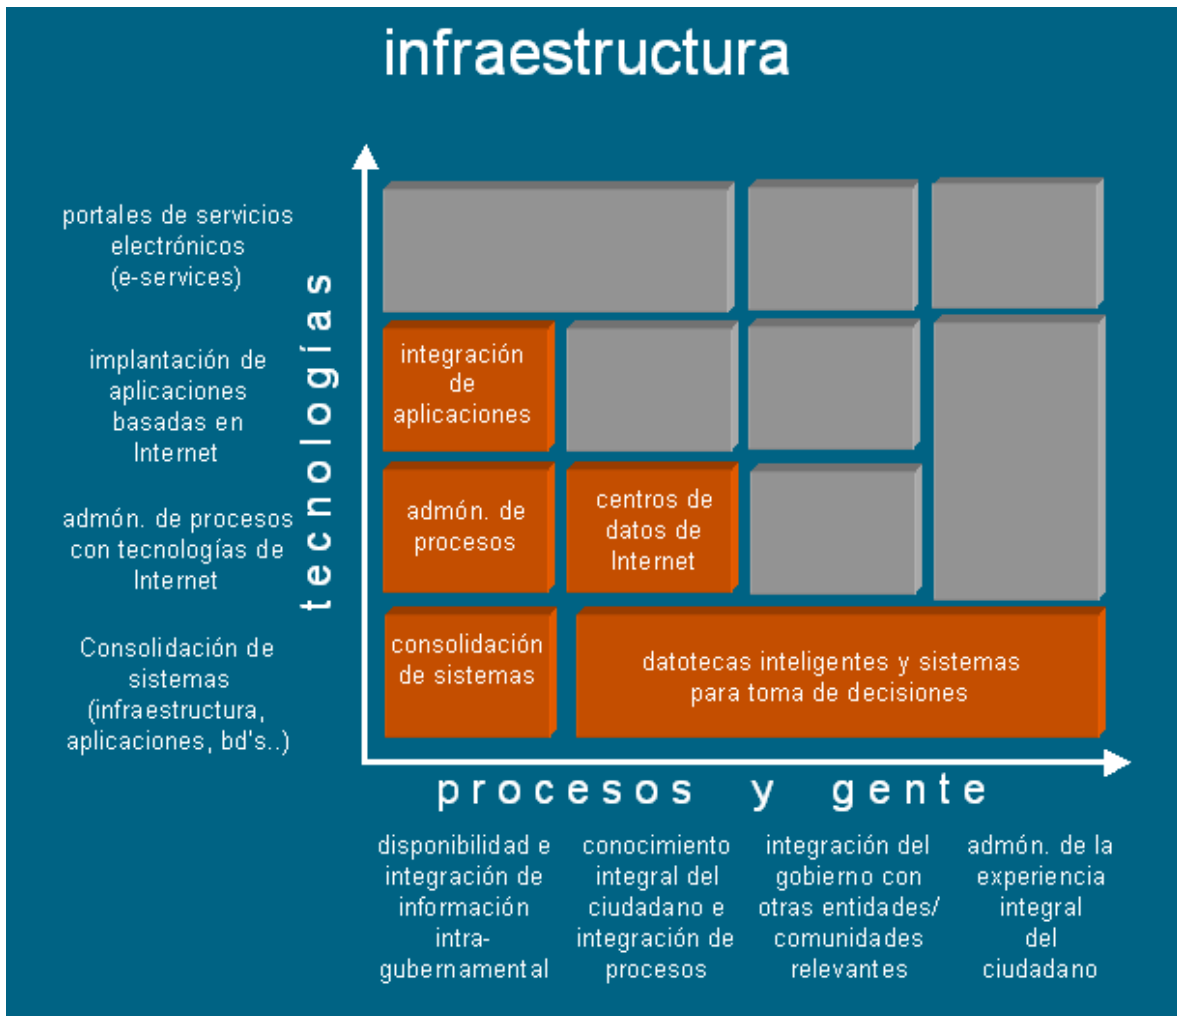 infraestructura
portales de servicios
electrónicos
(e-services)
implantación de
aplicaciones
basadas en
Internet
admón. de procesos
con tecnologías de
Internet
Consolidación de
sistemas
(infraestructura,
aplicaciones, bd's..)
tecnologías
integración
de
aplicaciones
admón. de
procesos
centros de
datos de
Internet
consolidación
de sistemas
datotecas inteligentes y sistemas
para toma de decisiones
procesos y gente
disponibilidad e
integración de
información
intra-
gubernamental
conocimiento
integral del
ciudadano e
integración de
procesos
integración del
gobierno con
otras entidades/
comunidades
relevantes
admón. de la
experiencia
integral
del
ciudadano